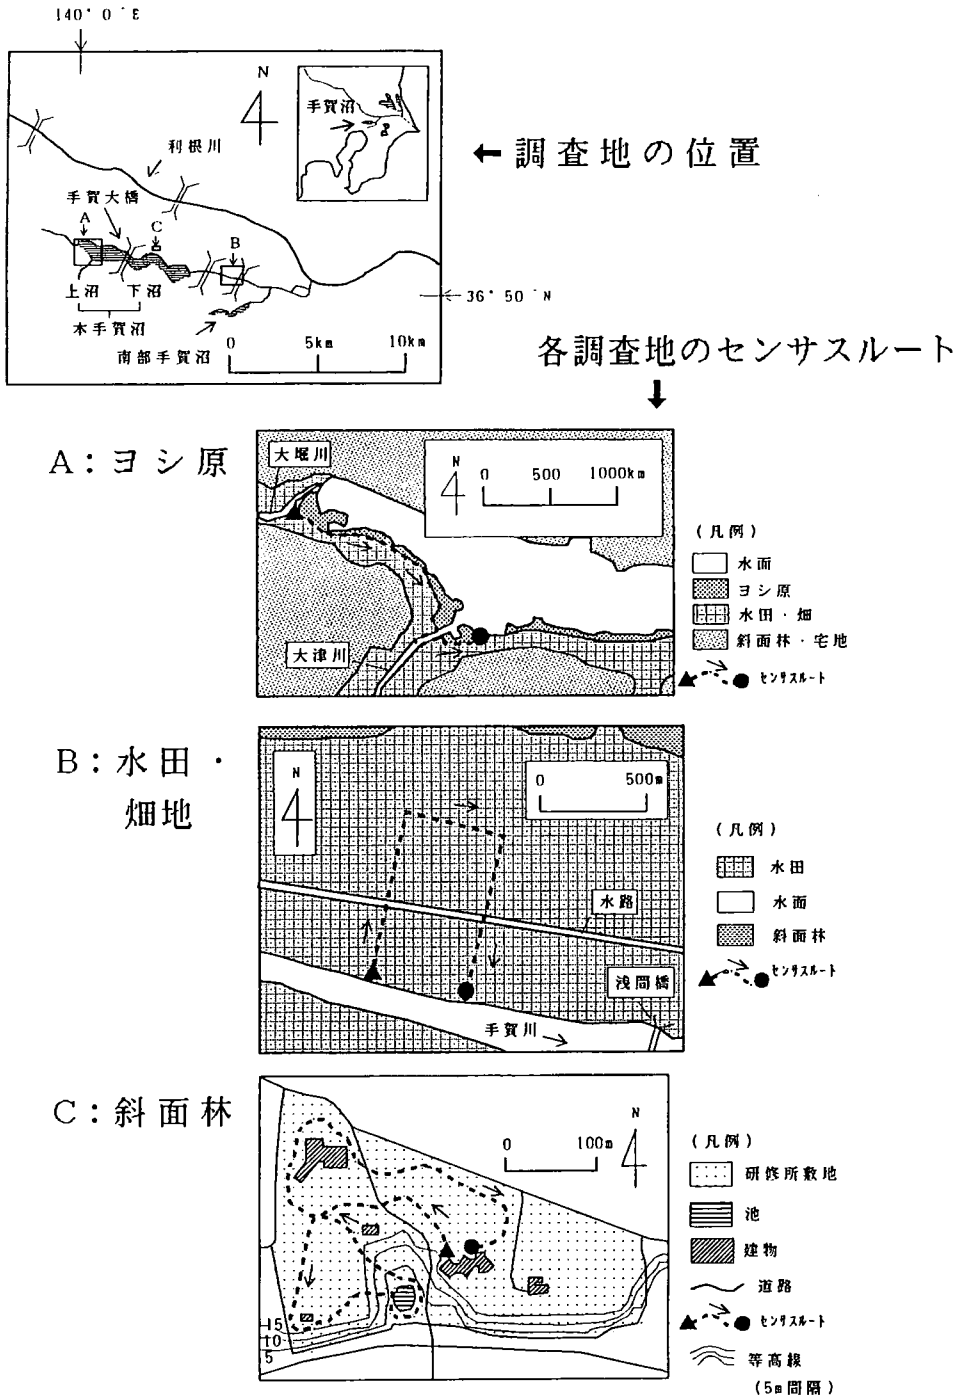 140° 0 ′E
N
手賀沼
利根川
←調査地の位置
手賀大橋
A
C
B
上沼 下沼
本手賀沼
南部手賀沼
36° 50 ′N
0 5km 10km
各調査地のセンサスルート
A:ヨシ原
大堀川
N
0 500 1000km
大津川
(凡例)
水面
ヨシ原
水田・畑
斜面林・宅地
センサスルート
B:水田・
畑地
N
0 500m
水路
浅間橋
手賀川
(凡例)
水田
水面
斜面林
センサスルート
C:斜面林
0 100m
N
15
10
5
(凡例)
研修所敷地
池
建物
道路
センサスルート
等高線
(5m間隔)